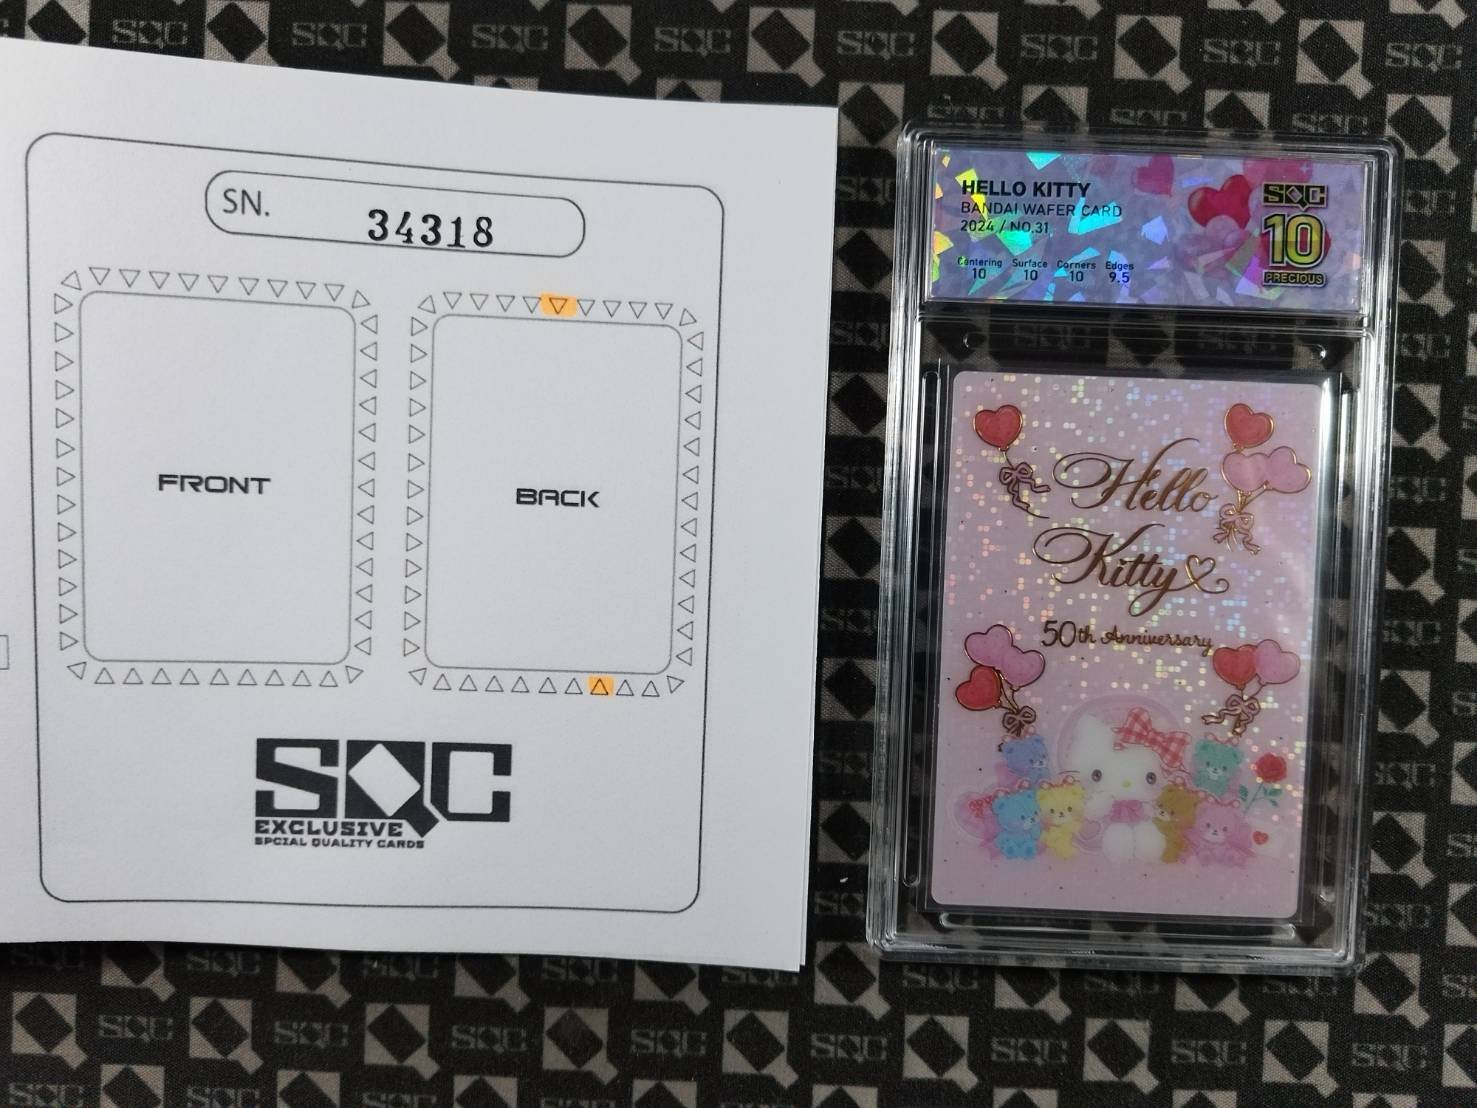 SN. 34318
FRONT
BACK
SQC
EXCLUSIVE
SPCIAL QUALITY CARDS
HELLO KITTY
BANDAI WAFER CARD
2024 / NO.31
Centering Surface Corners Edges
10 10 10 9.5
SQC
10
PRECIOUS
Hello
Kitty
50th Anniversary